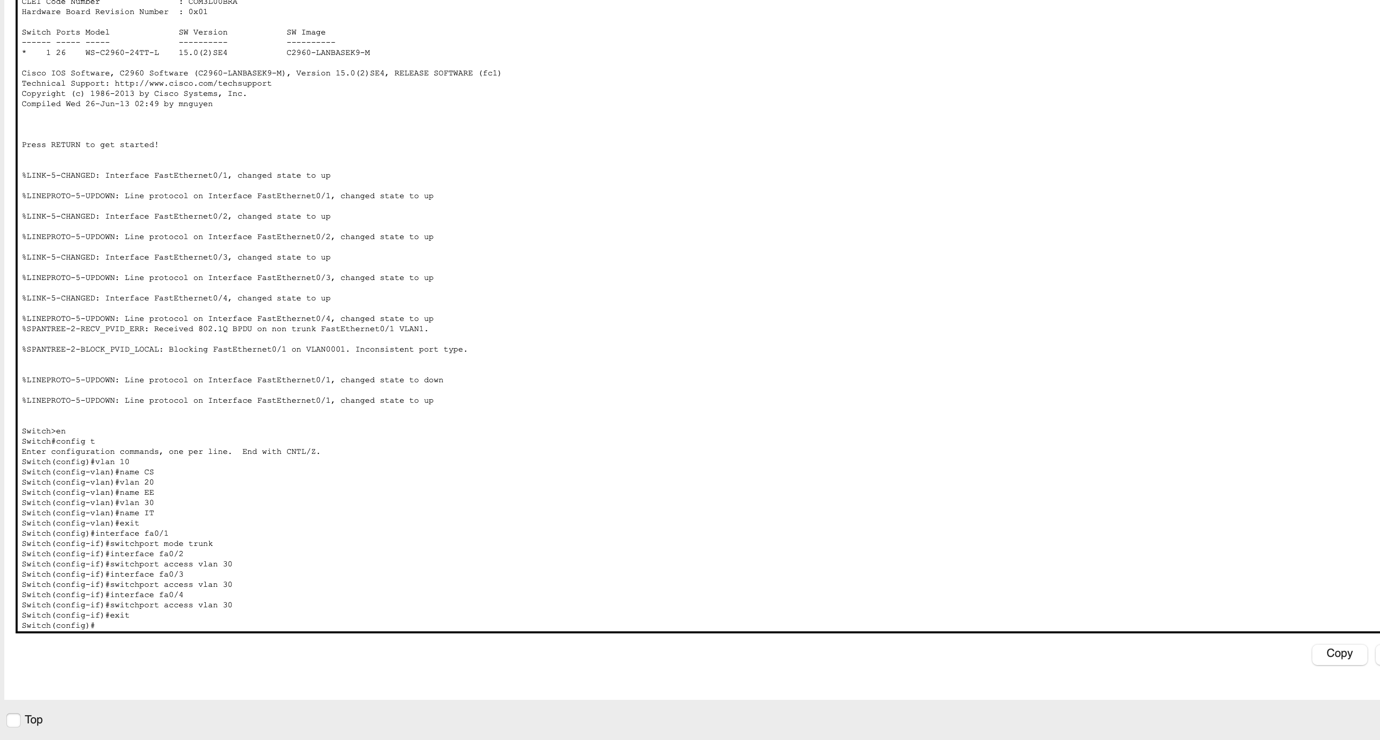 CLEI Code Number                : COM3L00BRA
Hardware Board Revision Number  : 0x01
Switch Ports Model              SW Version            SW Image
------ ----- -----              ----------            ----------
*    1 26    WS-C2960-24TT-L    15.0(2)SE4            C2960-LANBASEK9-M
Cisco IOS Software, C2960 Software (C2960-LANBASEK9-M), Version 15.0(2)SE4, RELEASE SOFTWARE (fc1)
Technical Support: http://www.cisco.com/techsupport
Copyright (c) 1986-2013 by Cisco Systems, Inc.
Compiled Wed 26-Jun-13 02:49 by mnguyen
Press RETURN to get started!
%LINK-5-CHANGED: Interface FastEthernet0/1, changed state to up
%LINEPROTO-5-UPDOWN: Line protocol on Interface FastEthernet0/1, changed state to up
%LINK-5-CHANGED: Interface FastEthernet0/2, changed state to up
%LINEPROTO-5-UPDOWN: Line protocol on Interface FastEthernet0/2, changed state to up
%LINK-5-CHANGED: Interface FastEthernet0/3, changed state to up
%LINEPROTO-5-UPDOWN: Line protocol on Interface FastEthernet0/3, changed state to up
%LINK-5-CHANGED: Interface FastEthernet0/4, changed state to up
%LINEPROTO-5-UPDOWN: Line protocol on Interface FastEthernet0/4, changed state to up
%SPANTREE-2-RECV_PVID_ERR: Received 802.1Q BPDU on non trunk FastEthernet0/1 VLAN1.
%SPANTREE-2-BLOCK_PVID_LOCAL: Blocking FastEthernet0/1 on VLAN0001. Inconsistent port type.
%LINEPROTO-5-UPDOWN: Line protocol on Interface FastEthernet0/1, changed state to down
%LINEPROTO-5-UPDOWN: Line protocol on Interface FastEthernet0/1, changed state to up
Switch>en
Switch#config t
Enter configuration commands, one per line.  End with CNTL/Z.
Switch(config)#vlan 10
Switch(config-vlan)#name CS
Switch(config-vlan)#vlan 20
Switch(config-vlan)#name EE
Switch(config-vlan)#vlan 30
Switch(config-vlan)#name IT
Switch(config-vlan)#exit
Switch(config)#interface fa0/1
Switch(config-if)#switchport mode trunk
Switch(config-if)#interface fa0/2
Switch(config-if)#switchport access vlan 30
Switch(config-if)#interface fa0/3
Switch(config-if)#switchport access vlan 30
Switch(config-if)#interface fa0/4
Switch(config-if)#switchport access vlan 30
Switch(config-if)#exit
Switch(config)#
Copy
Top